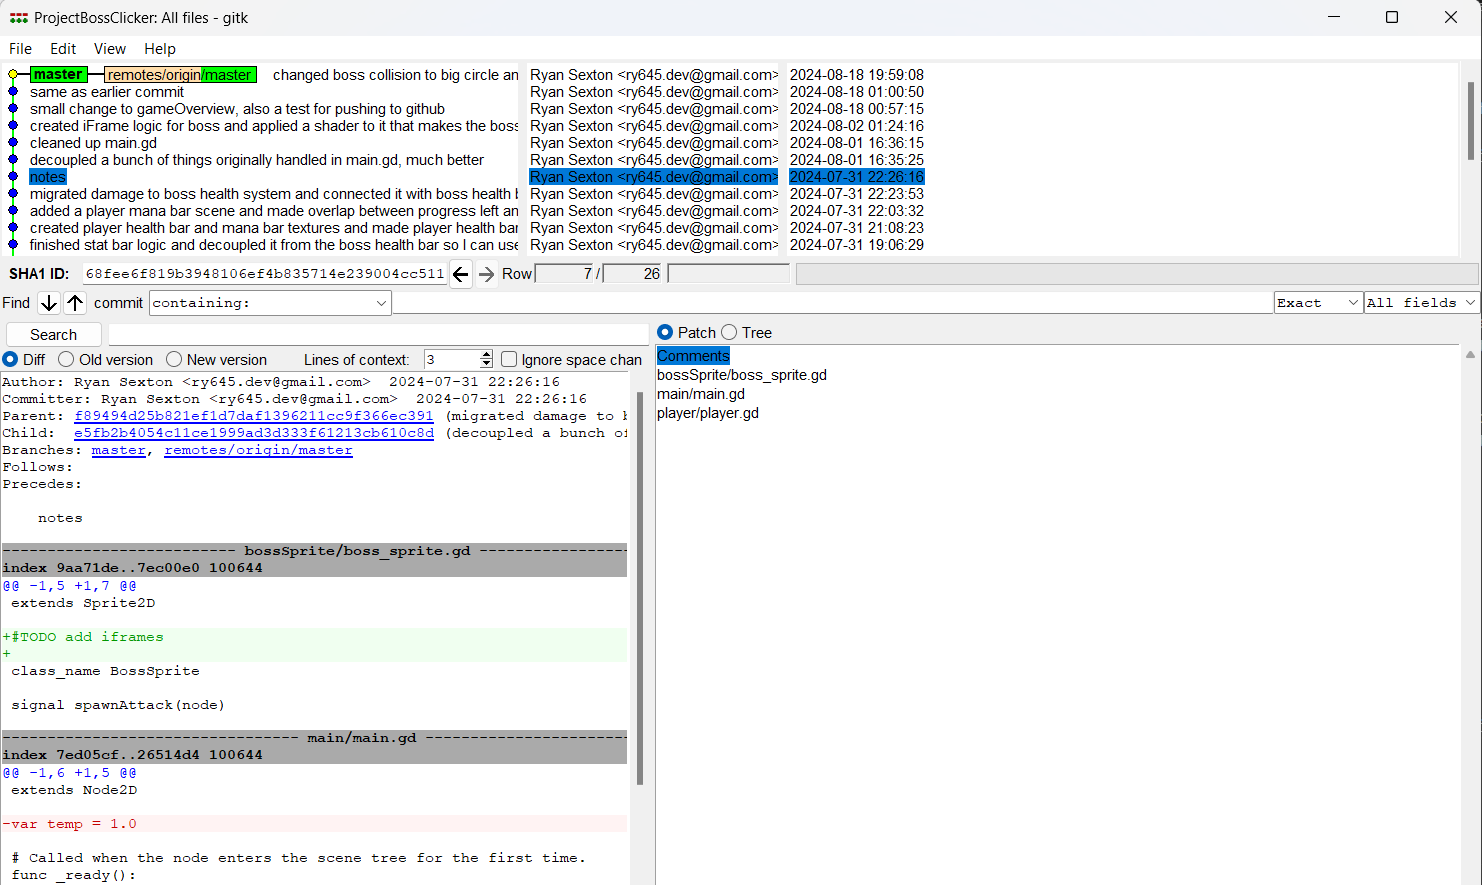 ProjectBossClicker: All files - gitk
File Edit View Help
master remotes/origin/master changed boss collision to big circle an Ryan Sexton <ry645.dev@gmail.com> 2024-08-18 19:59:08
same as earlier commit Ryan Sexton <ry645.dev@gmail.com> 2024-08-18 01:00:50
small change to gameOverview, also a test for pushing to github Ryan Sexton <ry645.dev@gmail.com> 2024-08-18 00:57:15
created iFrame logic for boss and applied a shader to it that makes the boss Ryan Sexton <ry645.dev@gmail.com> 2024-08-02 01:24:16
cleaned up main.gd Ryan Sexton <ry645.dev@gmail.com> 2024-08-01 16:36:15
decoupled a bunch of things originally handled in main.gd, much better Ryan Sexton <ry645.dev@gmail.com> 2024-08-01 16:35:25
notes Ryan Sexton <ry645.dev@gmail.com> 2024-07-31 22:26:16
migrated damage to boss health system and connected it with boss health b Ryan Sexton <ry645.dev@gmail.com> 2024-07-31 22:23:53
added a player mana bar scene and made overlap between progress left an Ryan Sexton <ry645.dev@gmail.com> 2024-07-31 22:03:32
created player health bar and mana bar textures and made player health bar Ryan Sexton <ry645.dev@gmail.com> 2024-07-31 21:08:23
finished stat bar logic and decoupled it from the boss health bar so I can use Ryan Sexton <ry645.dev@gmail.com> 2024-07-31 19:06:29
SHA1 ID: 68fee6f819b3948106ef4b835714e239004cc511 Row 7 / 26
Find commit containing: Exact All fields
Search
Patch Tree
Diff Old version New version Lines of context: 3 Ignore space chan
Author: Ryan Sexton <ry645.dev@gmail.com> 2024-07-31 22:26:16
Committer: Ryan Sexton <ry645.dev@gmail.com> 2024-07-31 22:26:16
Parent: f89494d25b821ef1d7daf1396211cc9f366ec391 (migrated damage to b
Child: e5fb2b4054c11ce1999ad3d333f61213cb610c8d (decoupled a bunch of
Branches: master, remotes/origin/master
Follows:
Precedes:
notes
-------------------------- bossSprite/boss_sprite.gd -----------------
index 9aa71de..7ec00e0 100644
@@ -1,5 +1,7 @@
extends Sprite2D
+#TODO add iframes
+
class_name BossSprite
signal spawnAttack(node)
--------------------------------- main/main.gd -----------------------
index 7ed05cf..26514d4 100644
@@ -1,6 +1,5 @@
extends Node2D
-var temp = 1.0
# Called when the node enters the scene tree for the first time.
func _ready():
Comments
bossSprite/boss_sprite.gd
main/main.gd
player/player.gd